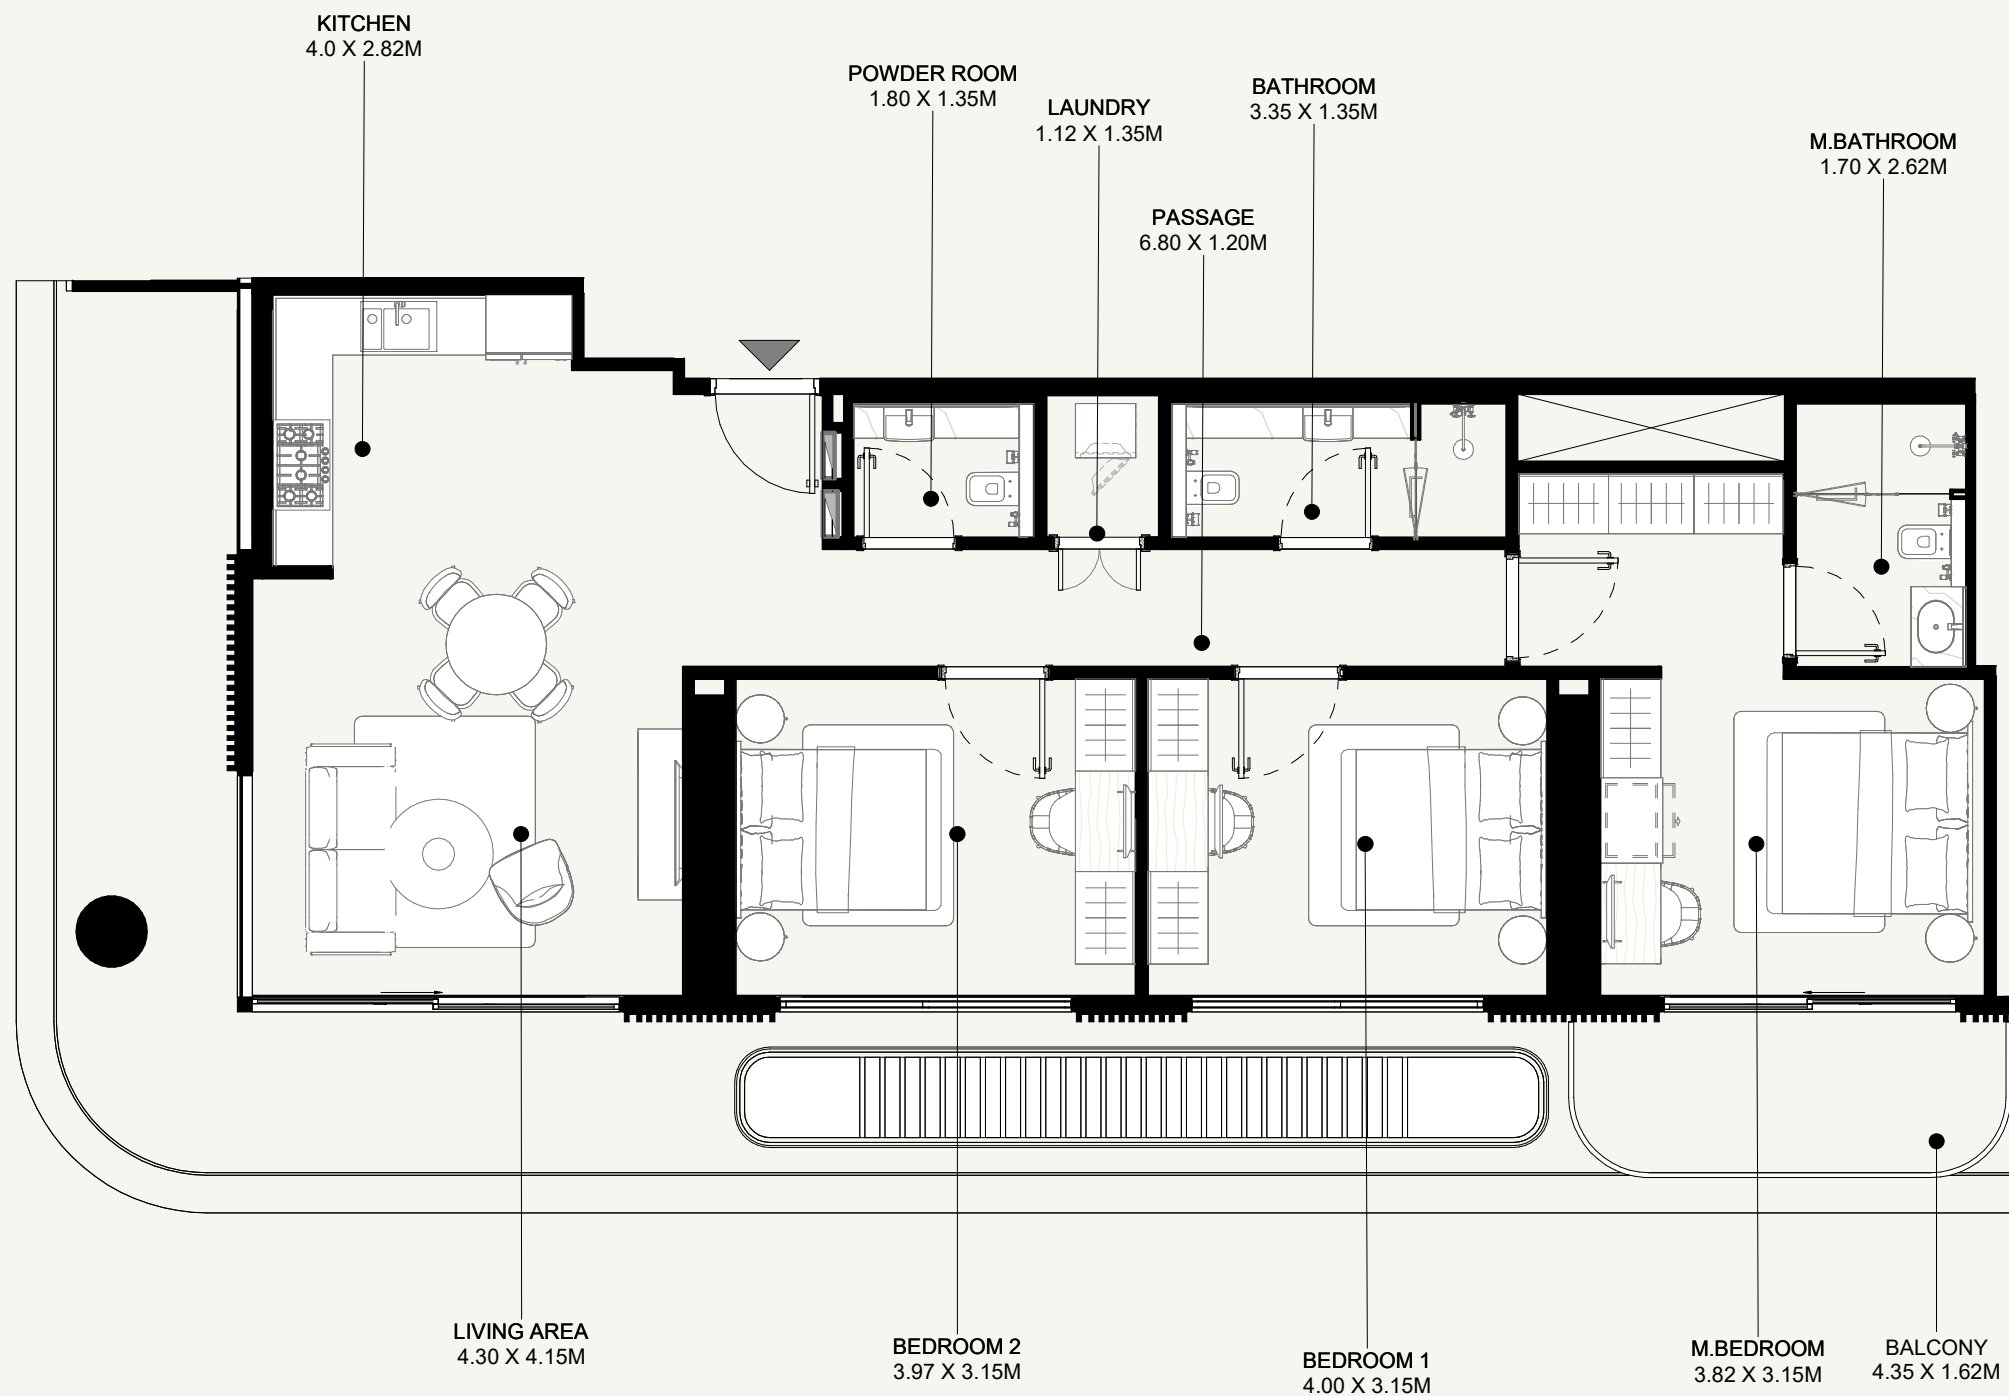 KITCHEN
4.0 X 2.82M
POWDER ROOM
1.80 X 1.35M
LAUNDRY
1.12 X 1.35M
BATHROOM
3.35 X 1.35M
M.BATHROOM
1.70 X 2.62M
PASSAGE
6.80 X 1.20M
LIVING AREA
4.30 X 4.15M
BEDROOM 2
3.97 X 3.15M
BEDROOM 1
4.00 X 3.15M
M.BEDROOM
3.82 X 3.15M
BALCONY
4.35 X 1.62M